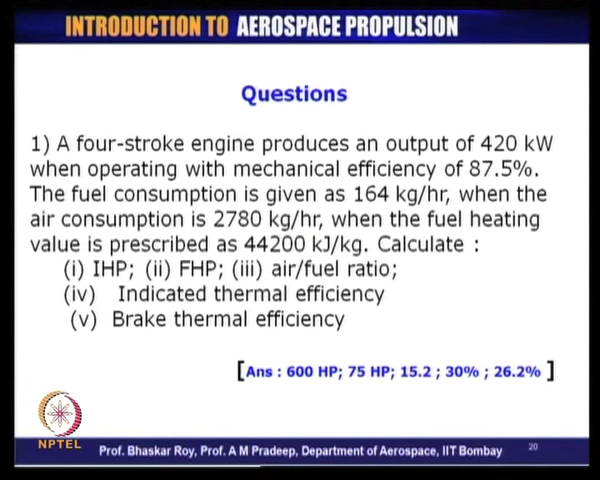 INTRODUCTION TO AEROSPACE PROPULSION
Questions
1) A four-stroke engine produces an output of 420 kW
when operating with mechanical efficiency of 87.5%.
The fuel consumption is given as 164 kg/hr, when the
air consumption is 2780 kg/hr, when the fuel heating
value is prescribed as 44200 kJ/kg. Calculate :
(i) IHP; (ii) FHP; (iii) air/fuel ratio;
(iv) Indicated thermal efficiency
(v) Brake thermal efficiency
[Ans : 600 HP; 75 HP; 15.2 ; 30% ; 26.2% ]
NPTEL
Prof. Bhaskar Roy, Prof. A M Pradeep, Department of Aerospace, IIT Bombay
20